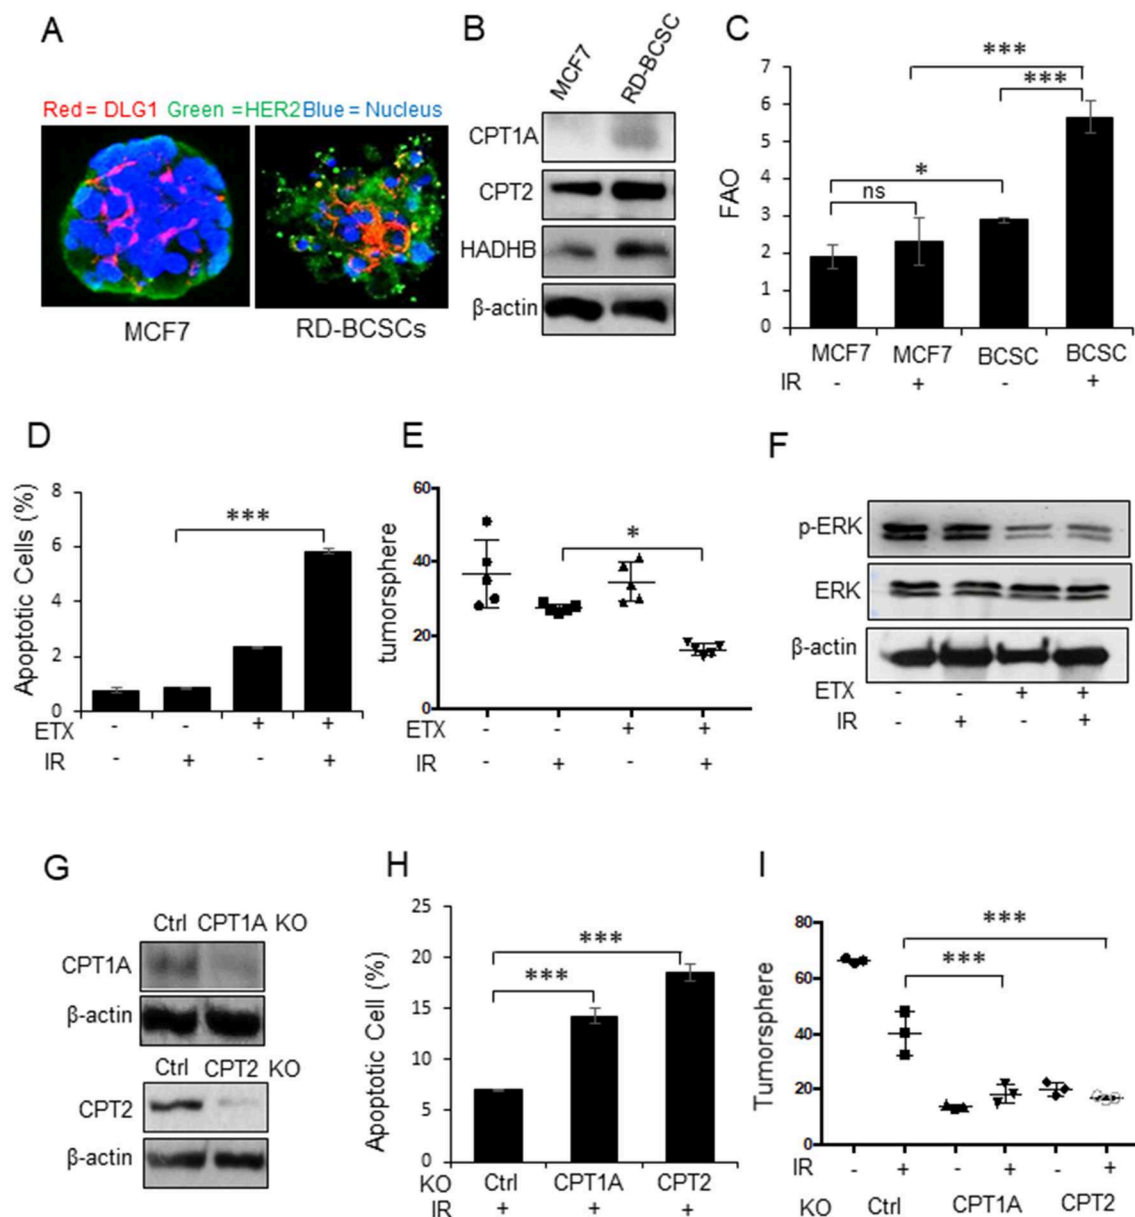 A
Red = DLG1 Green =HER2 Blue = Nucleus
MCF7
RD-BCSCs
B
MCF7
RD-BCSC
CPT1A
CPT2
HADHB
β-actin
C
FAO
7
6
5
4
3
2
1
0
***
***
*
ns
MCF7 MCF7 BCSC BCSC
IR - + - +
D
Apoptotic Cells (%)
8
6
4
2
0
***
ETX - - + +
IR - + - +
E
tumorsphere
60
40
20
0
*
ETX - - + +
IR - + - +
F
p-ERK
ERK
β-actin
ETX - - + +
IR - + - +
G
Ctrl CPT1A KO
CPT1A
β-actin
Ctrl CPT2 KO
CPT2
β-actin
H
Apoptotic Cell (%)
25
20
15
10
5
0
***
***
KO Ctrl CPT1A CPT2
IR + + +
I
Tumorsphere
80
60
40
20
0
***
***
IR - + - + - +
KO Ctrl CPT1A CPT2